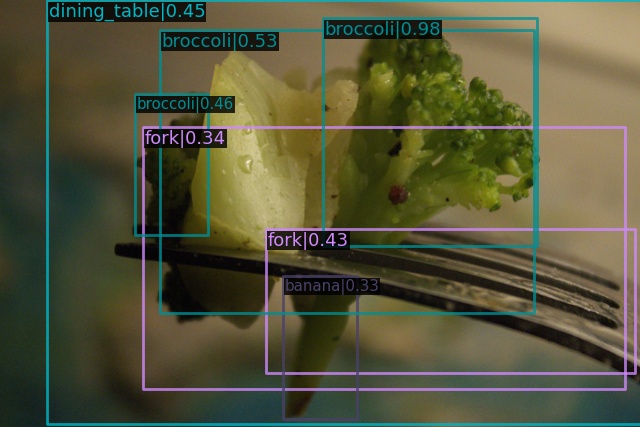 dining_table|0.45
broccoli|0.53
broccoli|0.98
broccoli|0.46
fork|0.34
fork|0.43
banana|0.33